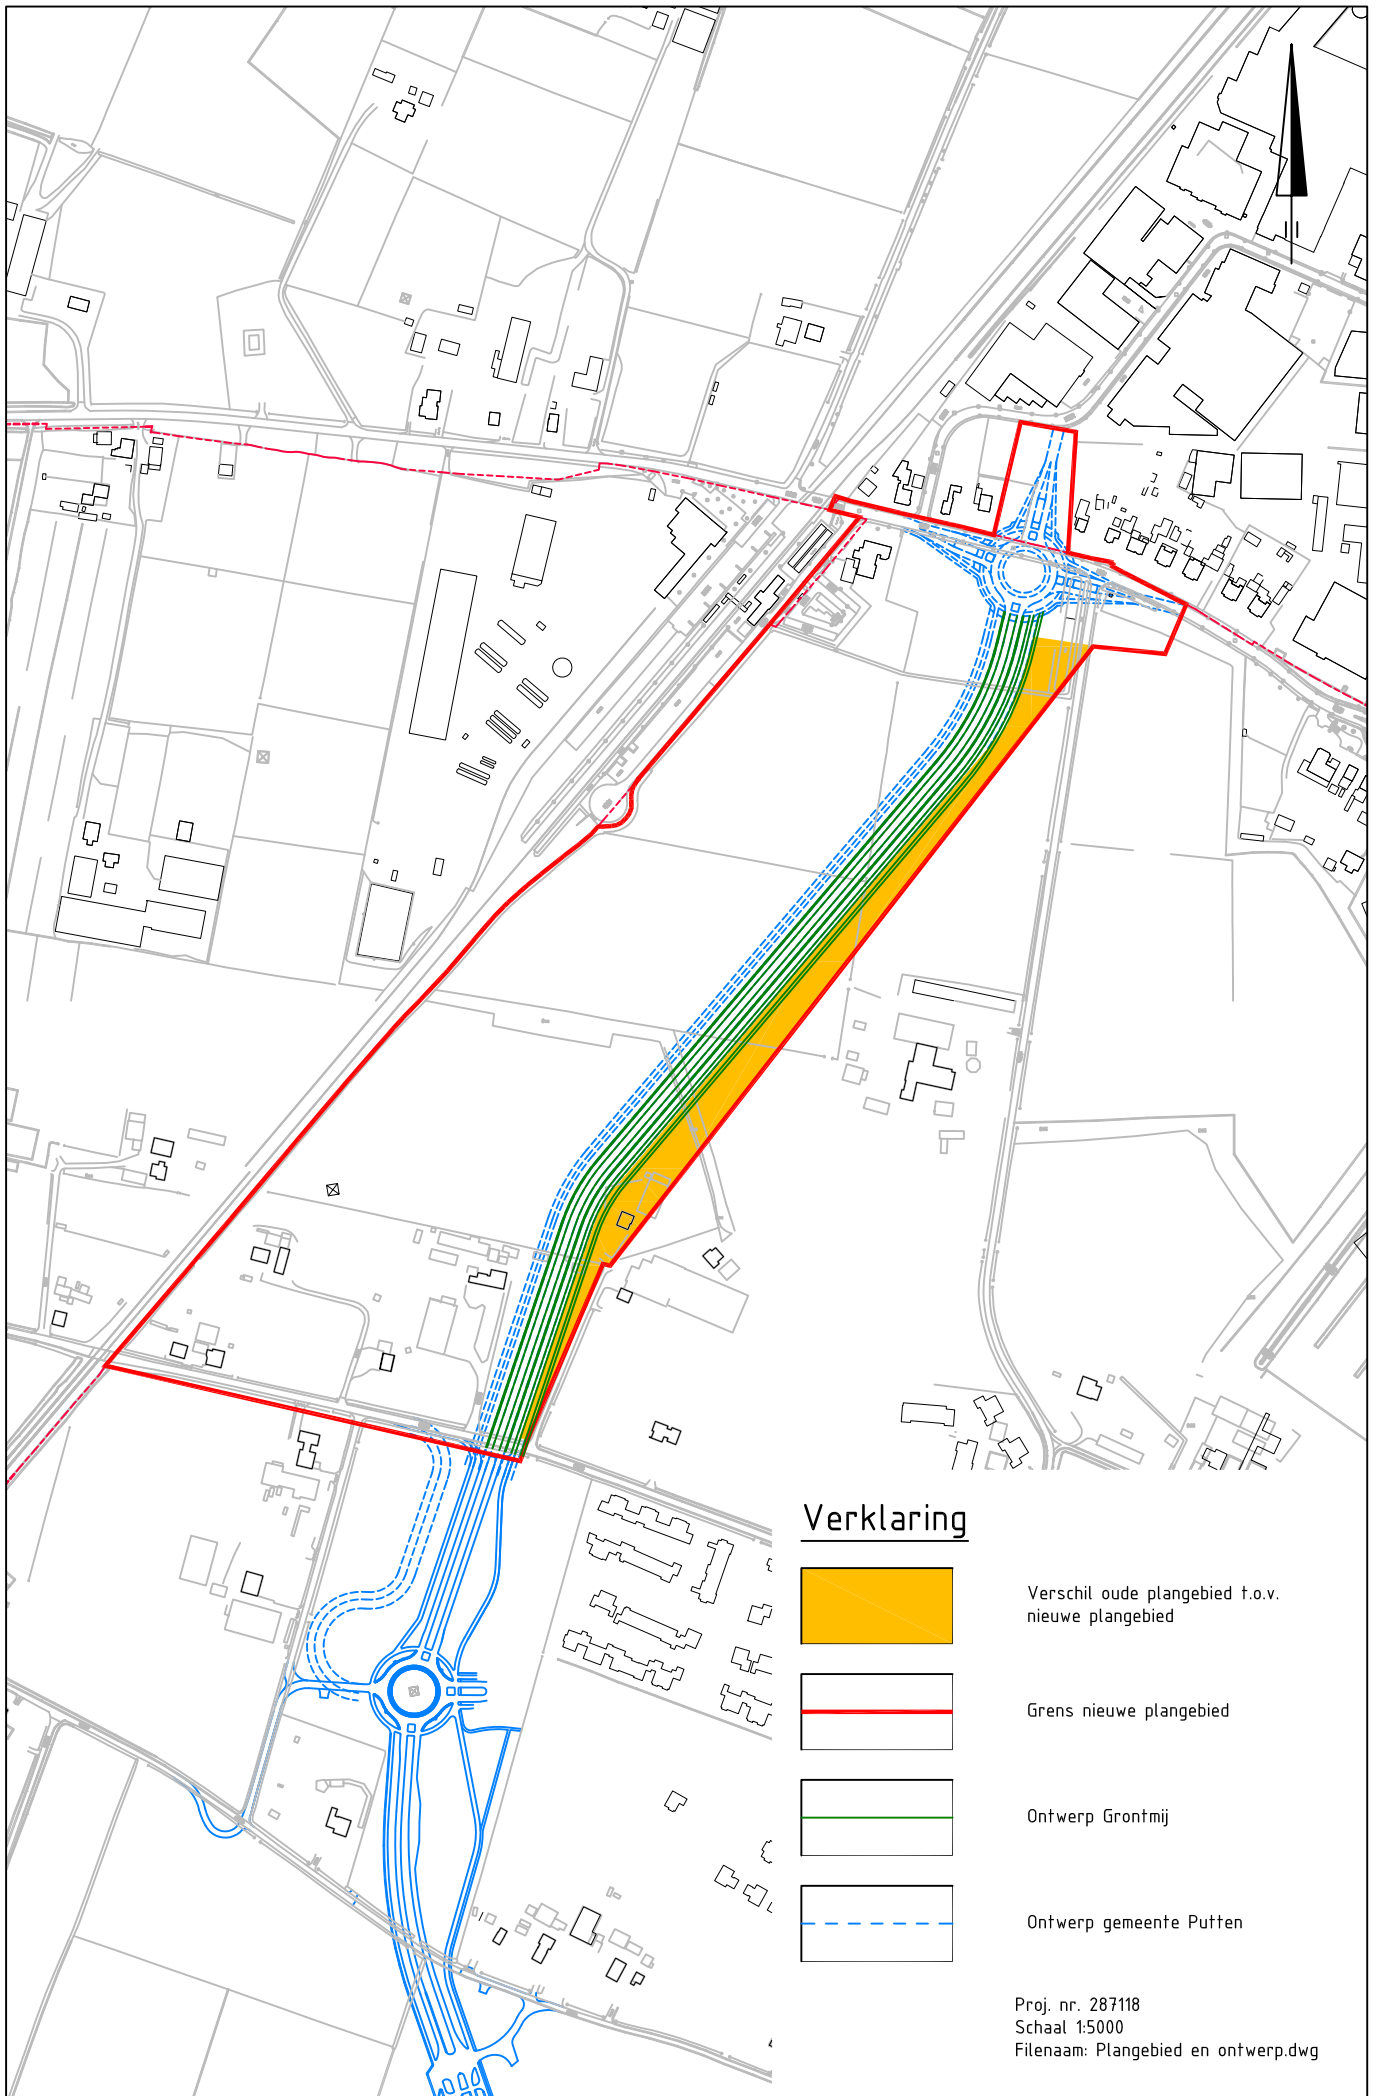 Verklaring
Verschil oude plangebied t.o.v.
nieuwe plangebied
Grens nieuwe plangebied
Ontwerp Grontmij
Ontwerp gemeente Putten
Proj. nr. 287118
Schaal 1:5000
Filenaam: Plangebied en ontwerp.dwg